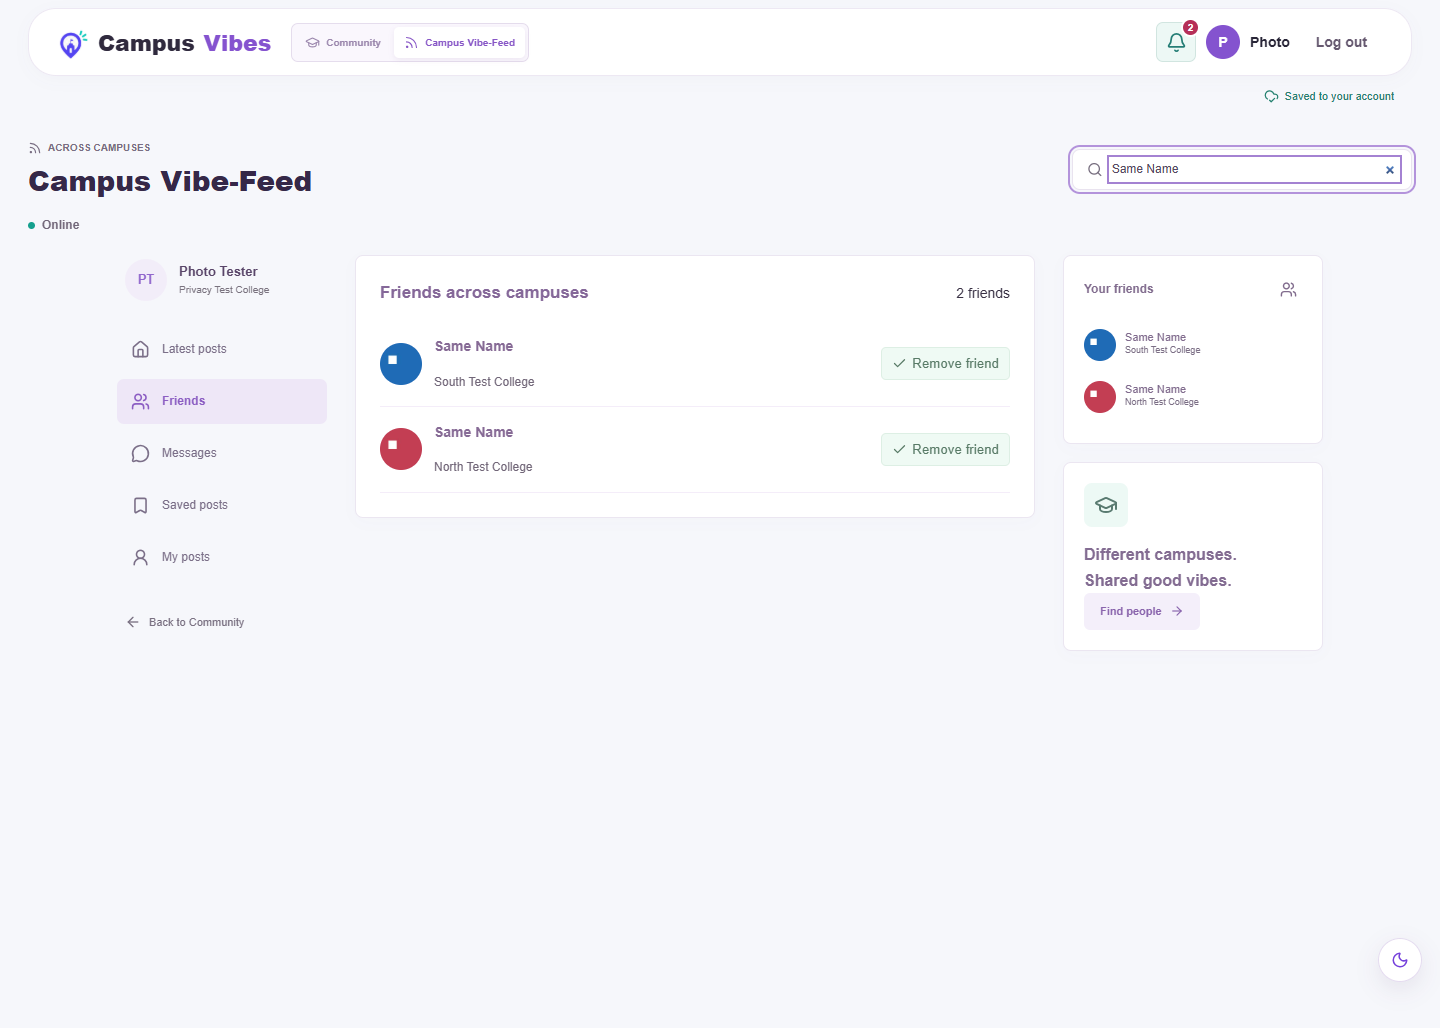 Campus Vibes
Community
Campus Vibe-Feed
2
P
Photo
Log out
Saved to your account
ACROSS CAMPUSES
Campus Vibe-Feed
Same Name
Online
PT
Photo Tester
Privacy Test College
Latest posts
Friends
Messages
Saved posts
My posts
Back to Community
Friends across campuses
2 friends
Same Name
South Test College
Remove friend
Same Name
North Test College
Remove friend
Your friends
Same Name
South Test College
Same Name
North Test College
Different campuses.
Shared good vibes.
Find people